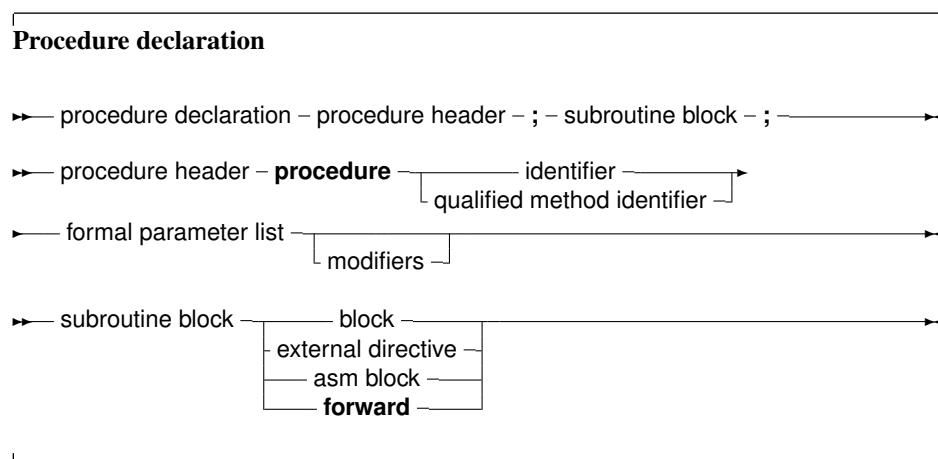 Procedure declaration
procedure declaration procedure header ; subroutine block ;
procedure header procedure identifier
qualified method identifier
formal parameter list
modifiers
subroutine block block
external directive
asm block
forward